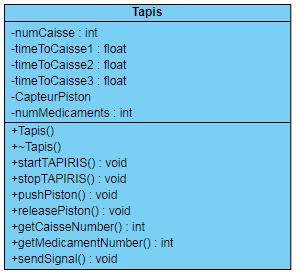 Tapis
-numCaisse : int
-timeToCaisse1 : float
-timeToCaisse2 : float
-timeToCaisse3 : float
-CapteurPiston
-numMedicaments : int
+Tapis()
+~Tapis()
+startTAPIRIS() : void
+stopTAPIRIS() : void
+pushPiston() : void
+releasePiston() : void
+getCaisseNumber() : int
+getMedicamentNumber() : int
+sendSignal() : void